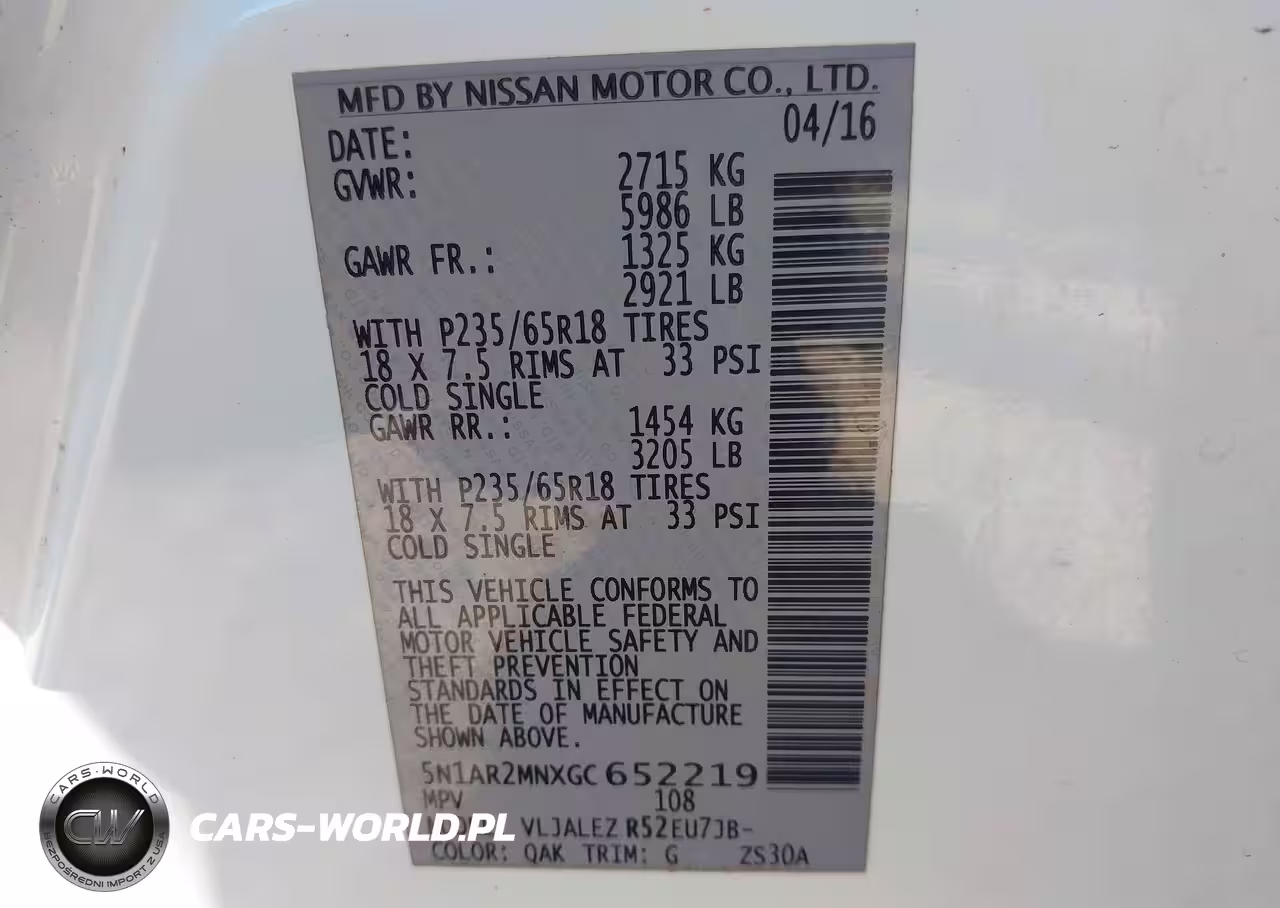 MFD BY NISSAN MOTOR CO., LTD.
DATE: 04/16
GVWR: 2715 KG
5986 LB
GAWR FR.: 1325 KG
2921 LB
WITH P235/65R18 TIRES
18 X 7.5 RIMS AT 33 PSI
COLD SINGLE
GAWR RR.: 1454 KG
3205 LB
WITH P235/65R18 TIRES
18 X 7.5 RIMS AT 33 PSI
COLD SINGLE
THIS VEHICLE CONFORMS TO
ALL APPLICABLE FEDERAL
MOTOR VEHICLE SAFETY AND
THEFT PREVENTION
STANDARDS IN EFFECT ON
THE DATE OF MANUFACTURE
SHOWN ABOVE.
5N1AR2MNXGC652219
MPV 108
VLJALEZ R52EU7JB-
COLOR: QAK TRIM: G ZS30A
CARS-WORLD
CW
BEZPOŚREDNI IMPORT Z USA
CARS-WORLD.PL